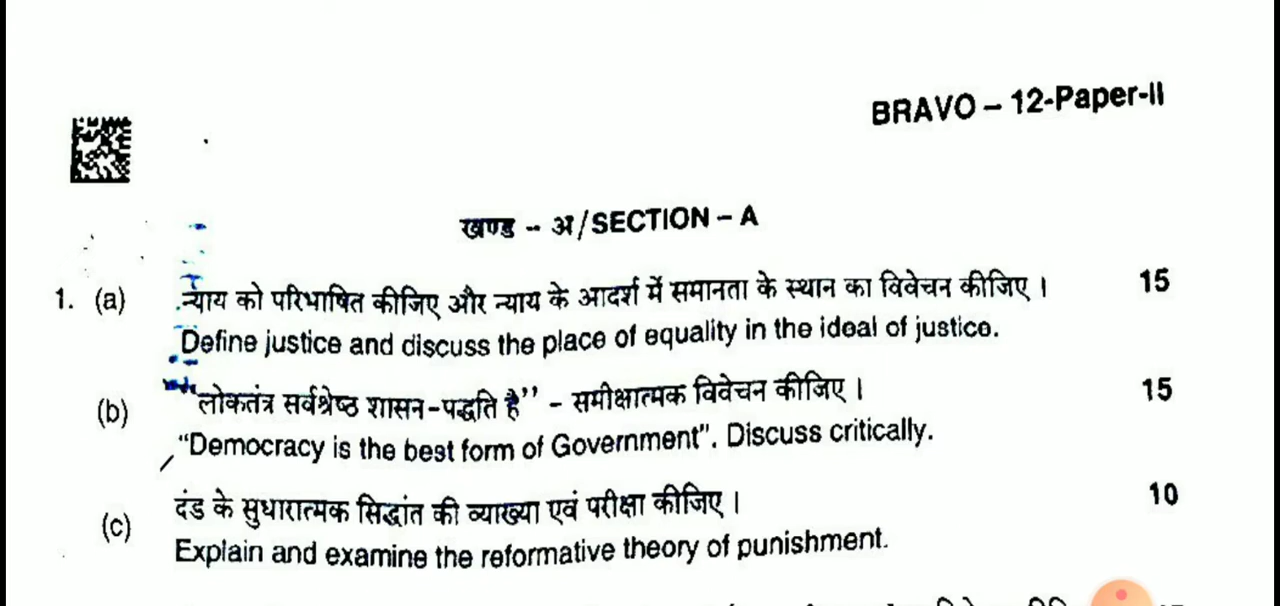 BRAVO – 12-Paper-II
खण्ड – अ/SECTION – A
1. (a) न्याय को परिभाषित कीजिए और न्याय के आदर्श में समानता के स्थान का विवेचन कीजिए । 15
Define justice and discuss the place of equality in the ideal of justice.
(b) "लोकतंत्र सर्वश्रेष्ठ शासन-पद्धति है" – समीक्षात्मक विवेचन कीजिए । 15
"Democracy is the best form of Government". Discuss critically.
(c) दंड के सुधारात्मक सिद्धांत की व्याख्या एवं परीक्षा कीजिए । 10
Explain and examine the reformative theory of punishment.